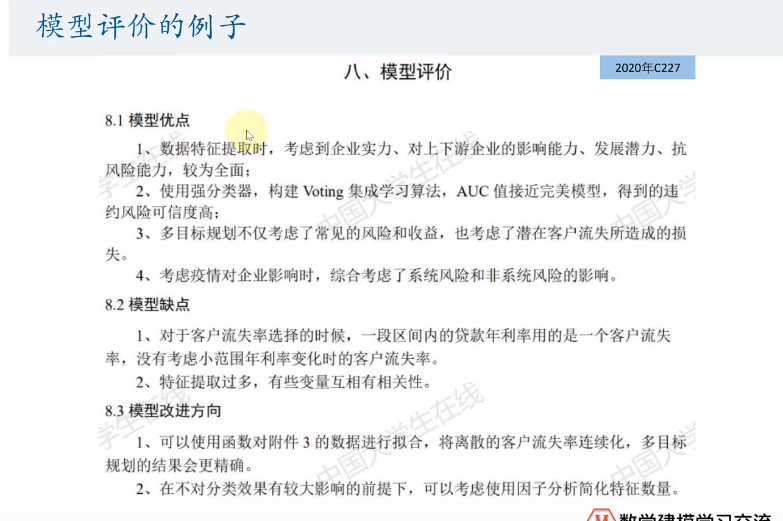 模型评价的例子
八、模型评价
2020年C227
8.1 模型优点
1、数据特征提取时，考虑到企业实力、对上下游企业的影响能力、发展潜力、抗
风险能力，较为全面；
2、使用强分类器，构建 Voting 集成学习算法，AUC 值接近完美模型，得到的违
约风险可信度高；
3、多目标规划不仅考虑了常见的风险和收益，也考虑了潜在客户流失所造成的损
失。
4、考虑疫情对企业影响时，综合考虑了系统风险和非系统风险的影响。
8.2 模型缺点
1、对于客户流失率选择的时候，一段区间内的贷款年利率用的是一个客户流失
率，没有考虑小范围年利率变化时的客户流失率。
2、特征提取过多，有些变量互相有相关性。
8.3 模型改进方向
1、可以使用函数对附件 3 的数据进行拟合，将离散的客户流失率连续化，多目标
规划的结果会更精确。
2、在不对分类效果有较大影响的前提下，可以考虑使用因子分析简化特征数量。
中国大学生在线
中国大学生在线
数学建模学习交流